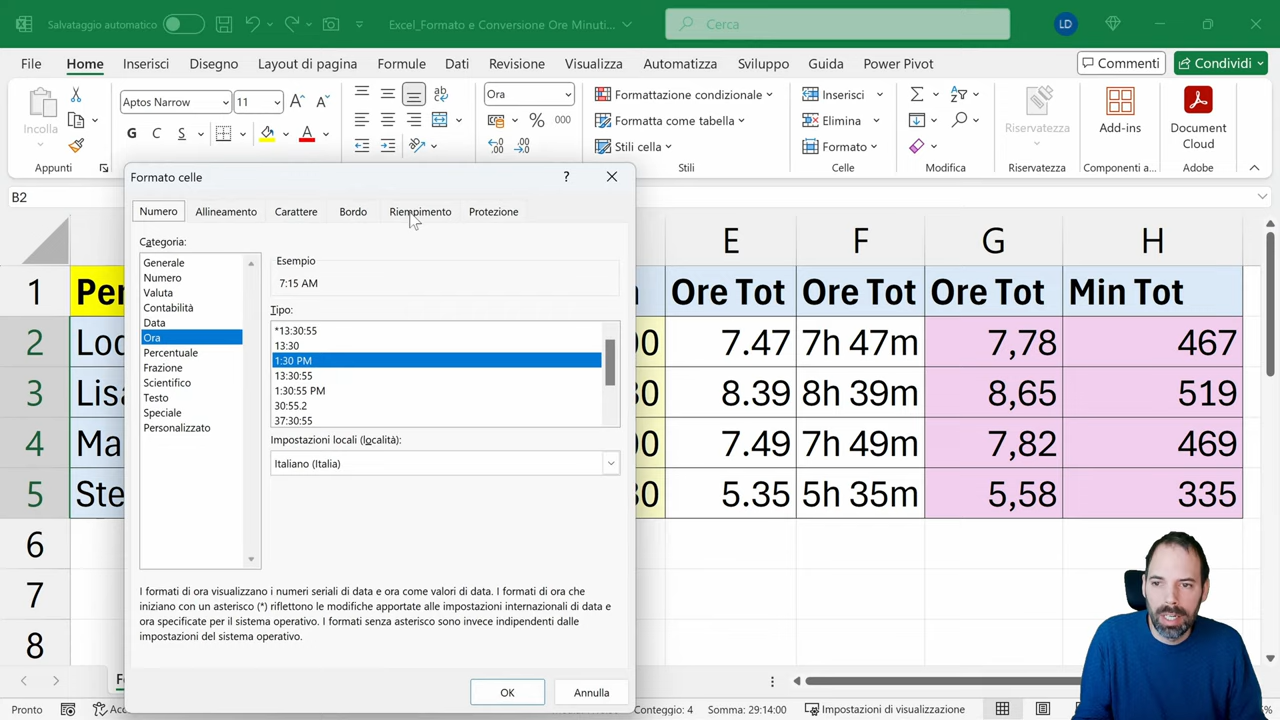 Salvataggio automatico
Excel_Formato e Conversione Ore Minuti...
Cerca
LD
File Home Inserisci Disegno Layout di pagina Formule Dati Revisione Visualizza Automatizza Sviluppo Guida Power Pivot
Commenti
Condividi
Incolla
Aptos Narrow
11
G C S
Appunti
Ora
% 000
Formattazione condizionale
Formatta come tabella
Stili cella
Stili
Inserisci
Elimina
Formato
Celle
Modifica
Riservatezza
Riservatezza
Add-ins
Componenti a...
Document
Cloud
Adobe
B2
Formato celle
Numero Allineamento Carattere Bordo Riempimento Protezione
Categoria:
Generale
Numero
Valuta
Contabilità
Data
Ora
Percentuale
Frazione
Scientifico
Testo
Speciale
Personalizzato
Esempio
7:15 AM
Tipo:
*13:30:55
13:30
1:30 PM
13:30:55
1:30:55 PM
30:55.2
37:30:55
Impostazioni locali (località):
Italiano (Italia)
I formati di ora visualizzano i numeri seriali di data e ora come valori di data. I formati di ora che
iniziano con un asterisco (*) riflettono le modifiche apportate alle impostazioni internazionali di data e
ora specificate per il sistema operativo. I formati senza asterisco sono invece indipendenti dalle
impostazioni del sistema operativo.
OK
Annulla
E F G H
1 Ore Tot Ore Tot Ore Tot Min Tot
2 7.47 7h 47m 7,78 467
3 Lis 8.39 8h 39m 8,65 519
4 Ma 7.49 7h 49m 7,82 469
5 Ste 5.35 5h 35m 5,58 335
6
7
8
Pronto
Conteggio: 4
Somma: 29:14:00
Impostazioni di visualizzazione